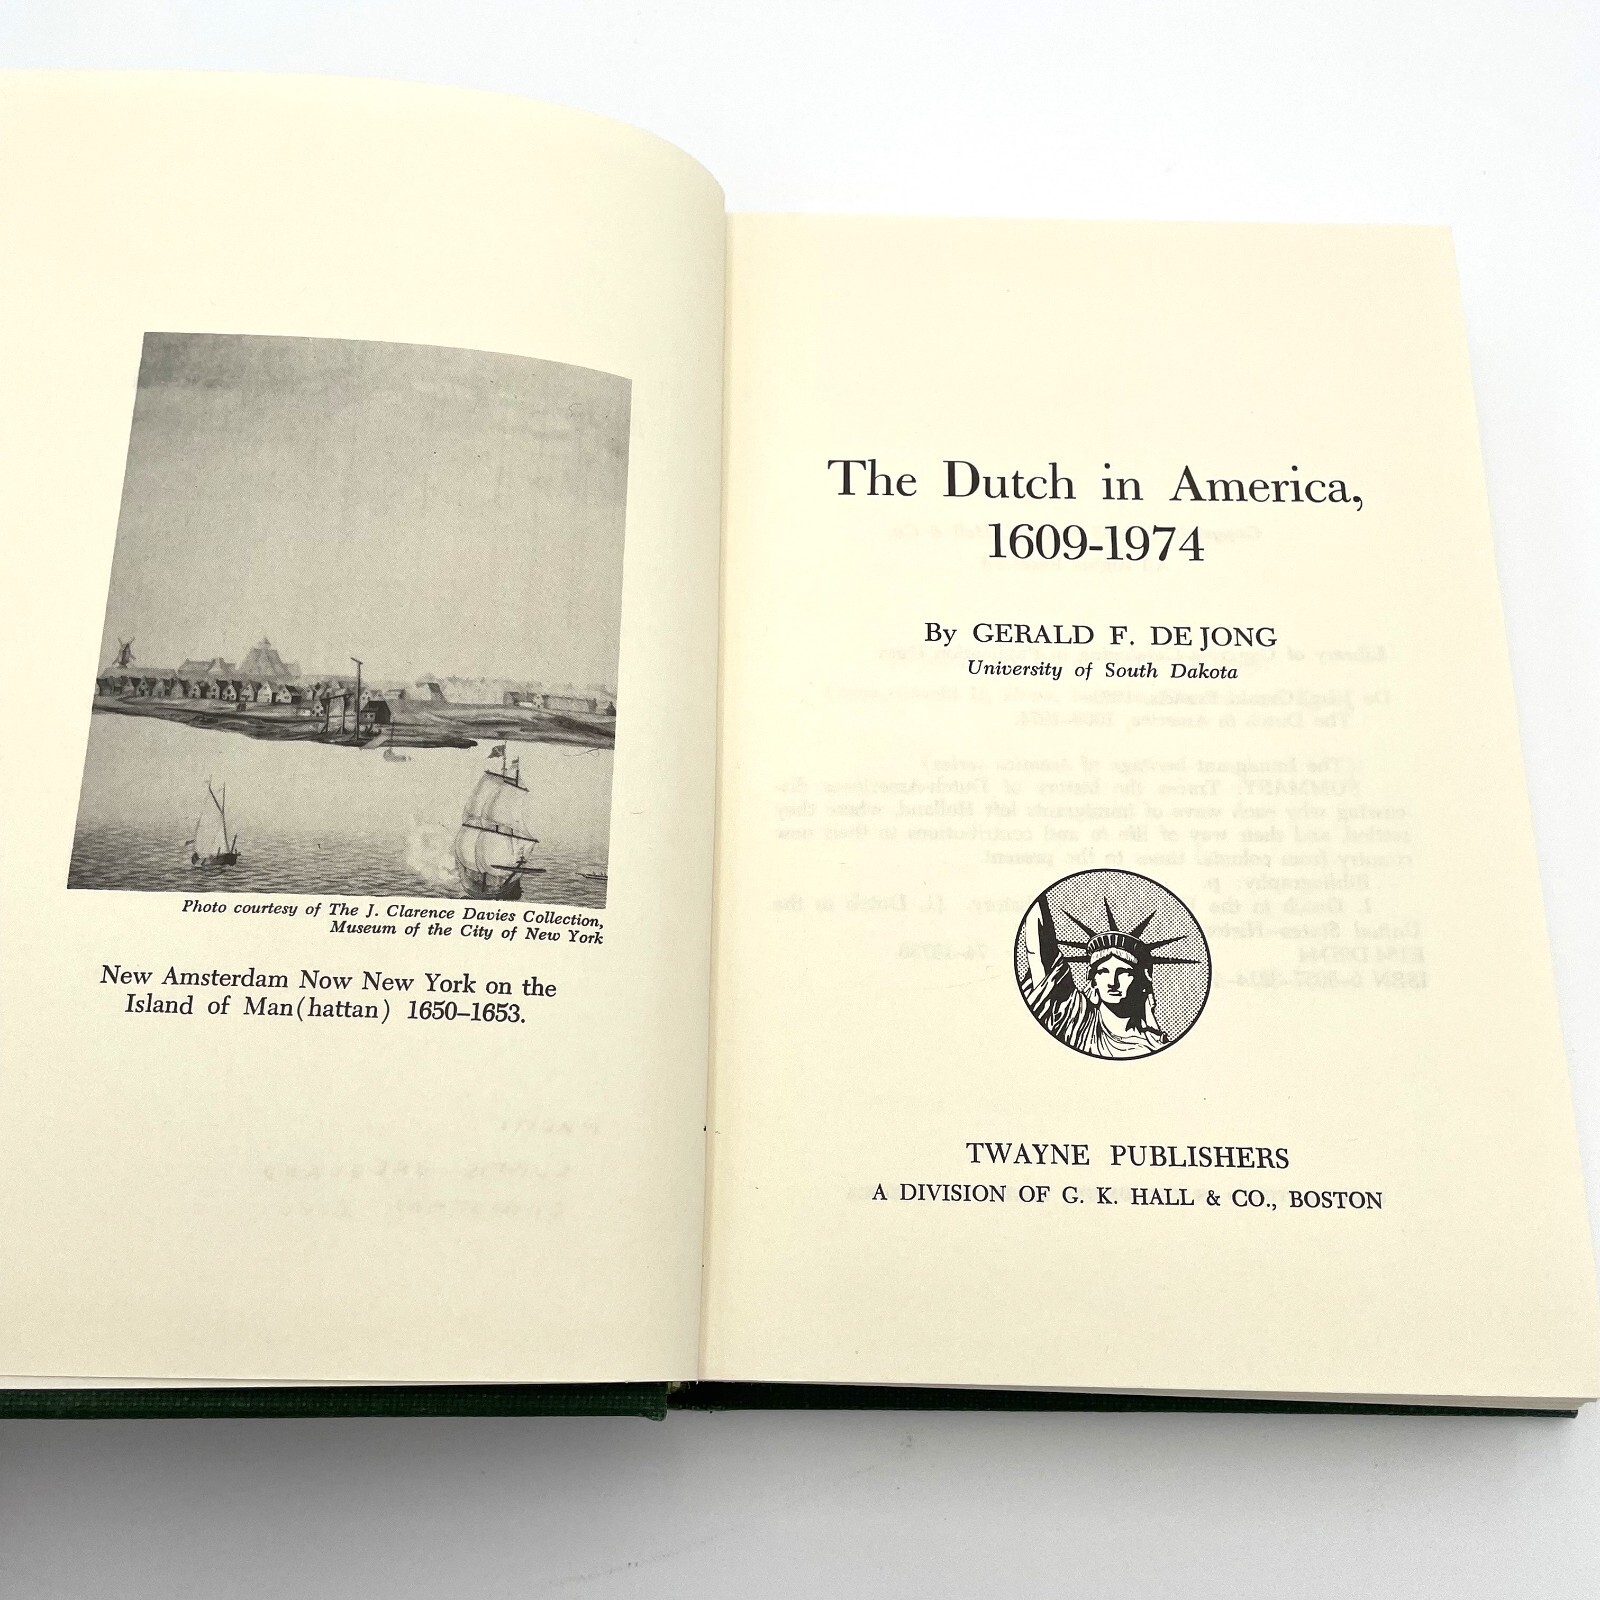 Photo courtesy of The J. Clarence Davies Collection,
Museum of the City of New York
New Amsterdam Now New York on the
Island of Man(hattan) 1650–1653.
The Dutch in America,
1609-1974
By GERALD F. DE JONG
University of South Dakota
TWAYNE PUBLISHERS
A DIVISION OF G. K. HALL & CO., BOSTON